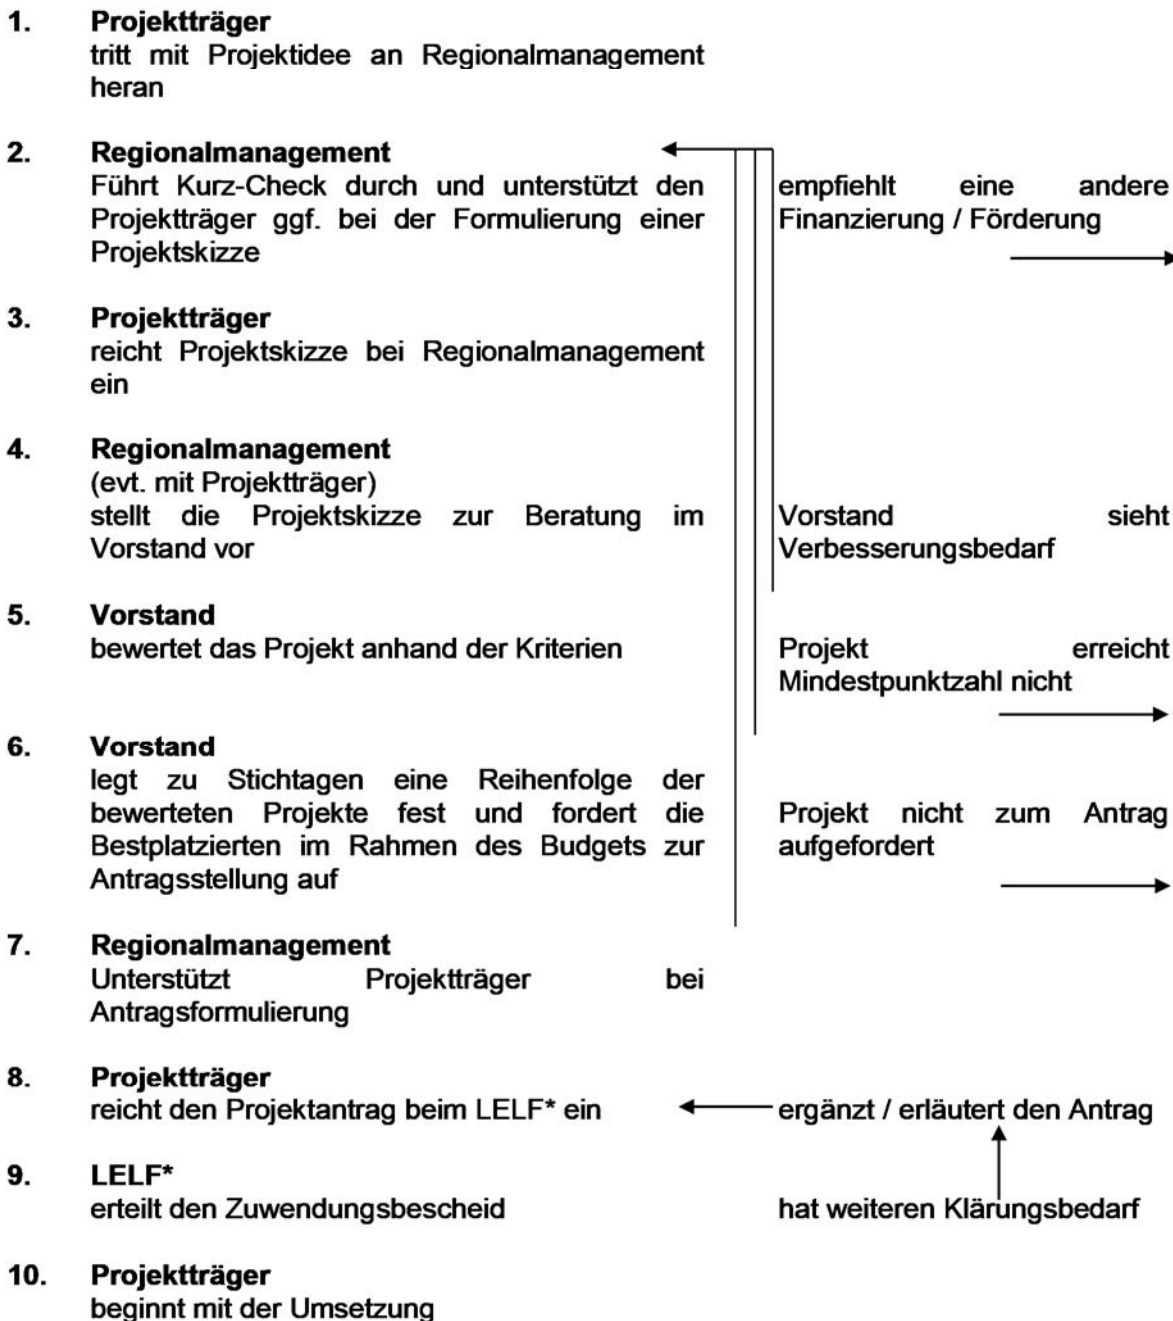 1. Projektträger
tritt mit Projektidee an Regionalmanagement
heran
2. Regionalmanagement
Führt Kurz-Check durch und unterstützt den
Projektträger ggf. bei der Formulierung einer
Projektskizze
empfiehlt eine andere
Finanzierung / Förderung
3. Projektträger
reicht Projektskizze bei Regionalmanagement
ein
4. Regionalmanagement
(evt. mit Projektträger)
stellt die Projektskizze zur Beratung im
Vorstand vor
Vorstand sieht
Verbesserungsbedarf
5. Vorstand
bewertet das Projekt anhand der Kriterien
Projekt erreicht
Mindestpunktzahl nicht
6. Vorstand
legt zu Stichtagen eine Reihenfolge der
bewerteten Projekte fest und fordert die
Bestplatzierten im Rahmen des Budgets zur
Antragsstellung auf
Projekt nicht zum Antrag
aufgefordert
7. Regionalmanagement
Unterstützt Projektträger bei
Antragsformulierung
8. Projektträger
reicht den Projektantrag beim LELF* ein
ergänzt / erläutert den Antrag
9. LELF*
erteilt den Zuwendungsbescheid
hat weiteren Klärungsbedarf
10. Projektträger
beginnt mit der Umsetzung